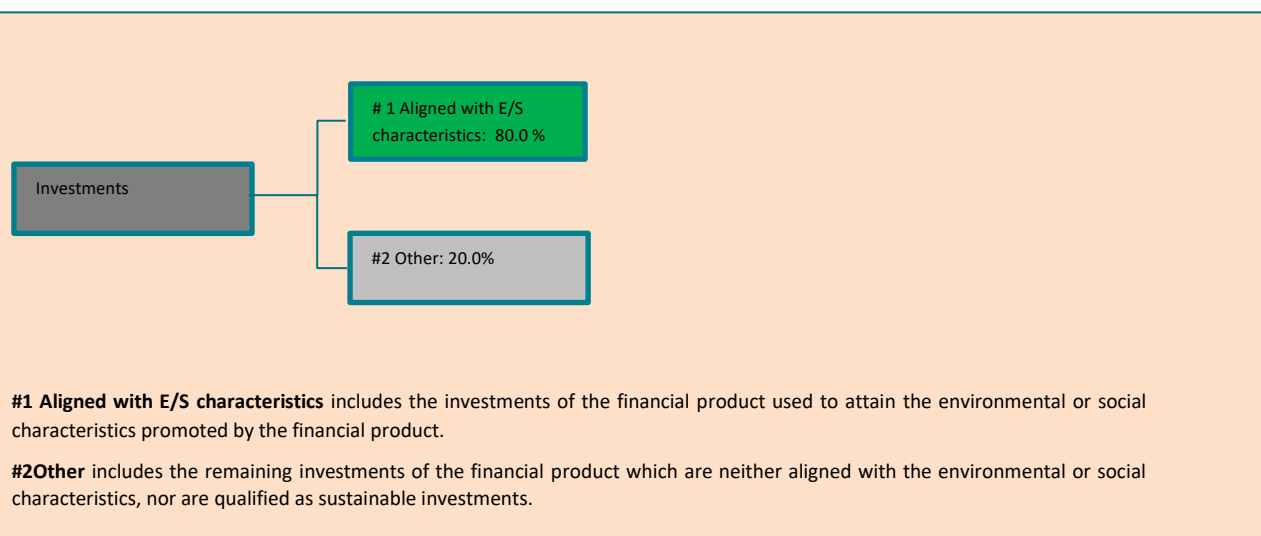 # 1 Aligned with E/S
characteristics: 80.0 %
Investments
#2 Other: 20.0%
#1 Aligned with E/S characteristics includes the investments of the financial product used to attain the environmental or social
characteristics promoted by the financial product.
#2Other includes the remaining investments of the financial product which are neither aligned with the environmental or social
characteristics, nor are qualified as sustainable investments.